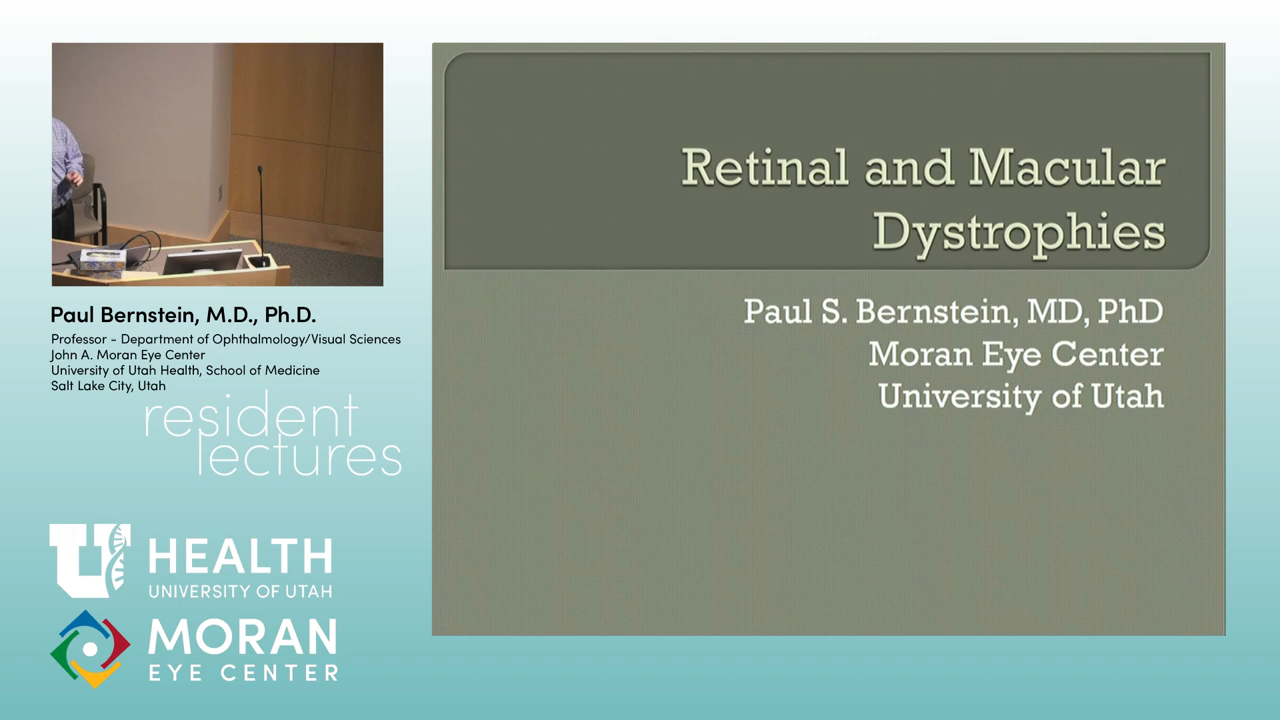 Retinal and Macular
Dystrophies
Paul S. Bernstein, MD, PhD
Moran Eye Center
University of Utah
Paul Bernstein, M.D., Ph.D.
Professor - Department of Ophthalmology/Visual Sciences
John A. Moran Eye Center
University of Utah Health, School of Medicine
Salt Lake City, Utah
resident
lectures
U HEALTH
UNIVERSITY OF UTAH
MORAN
EYE CENTER